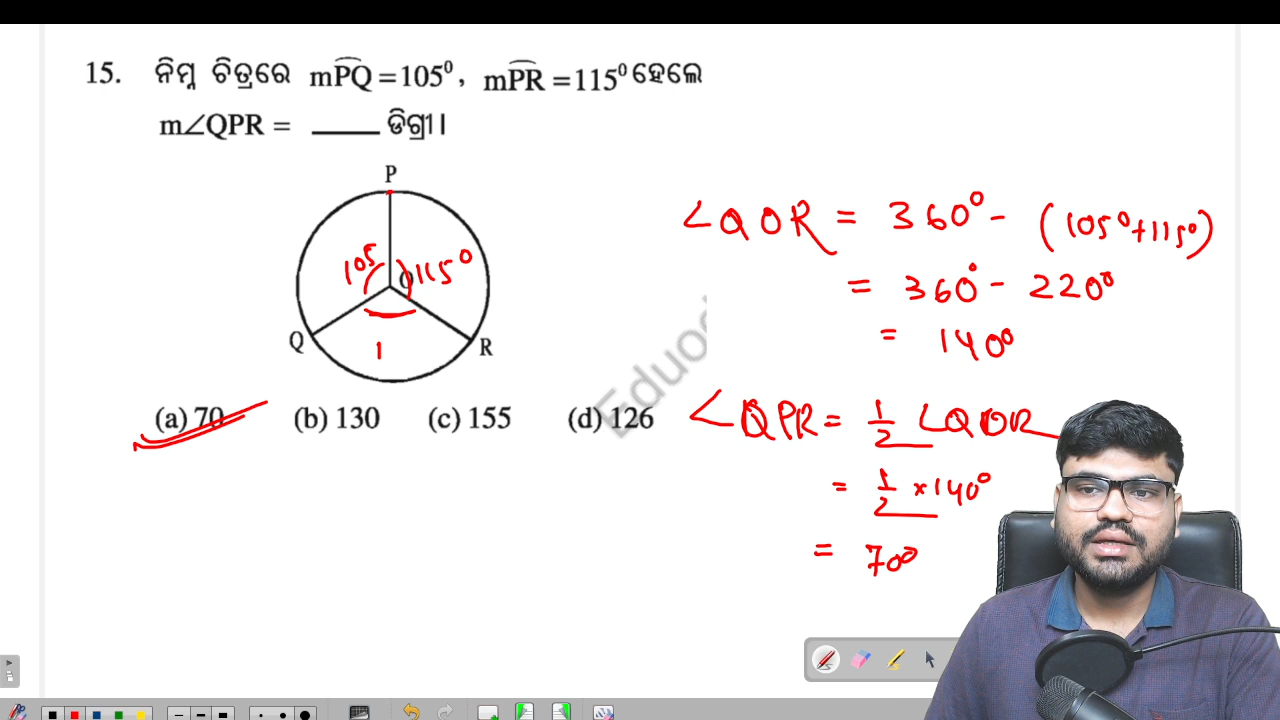 15. ନିମ୍ନ ଚିତ୍ରରେ mPQ = 105⁰, mPR = 115⁰ ହେଲେ
m∠QPR = ____ ଡିଗ୍ରୀ।
P
105
O
115⁰
Q
R
1
(a) 70 (b) 130 (c) 155 (d) 126
∠QOR = 360⁰ - (105⁰+115⁰)
= 360⁰ - 220⁰
= 140⁰
∠QPR = 1/2 ∠QOR
= 1/2 × 140⁰
= 70⁰